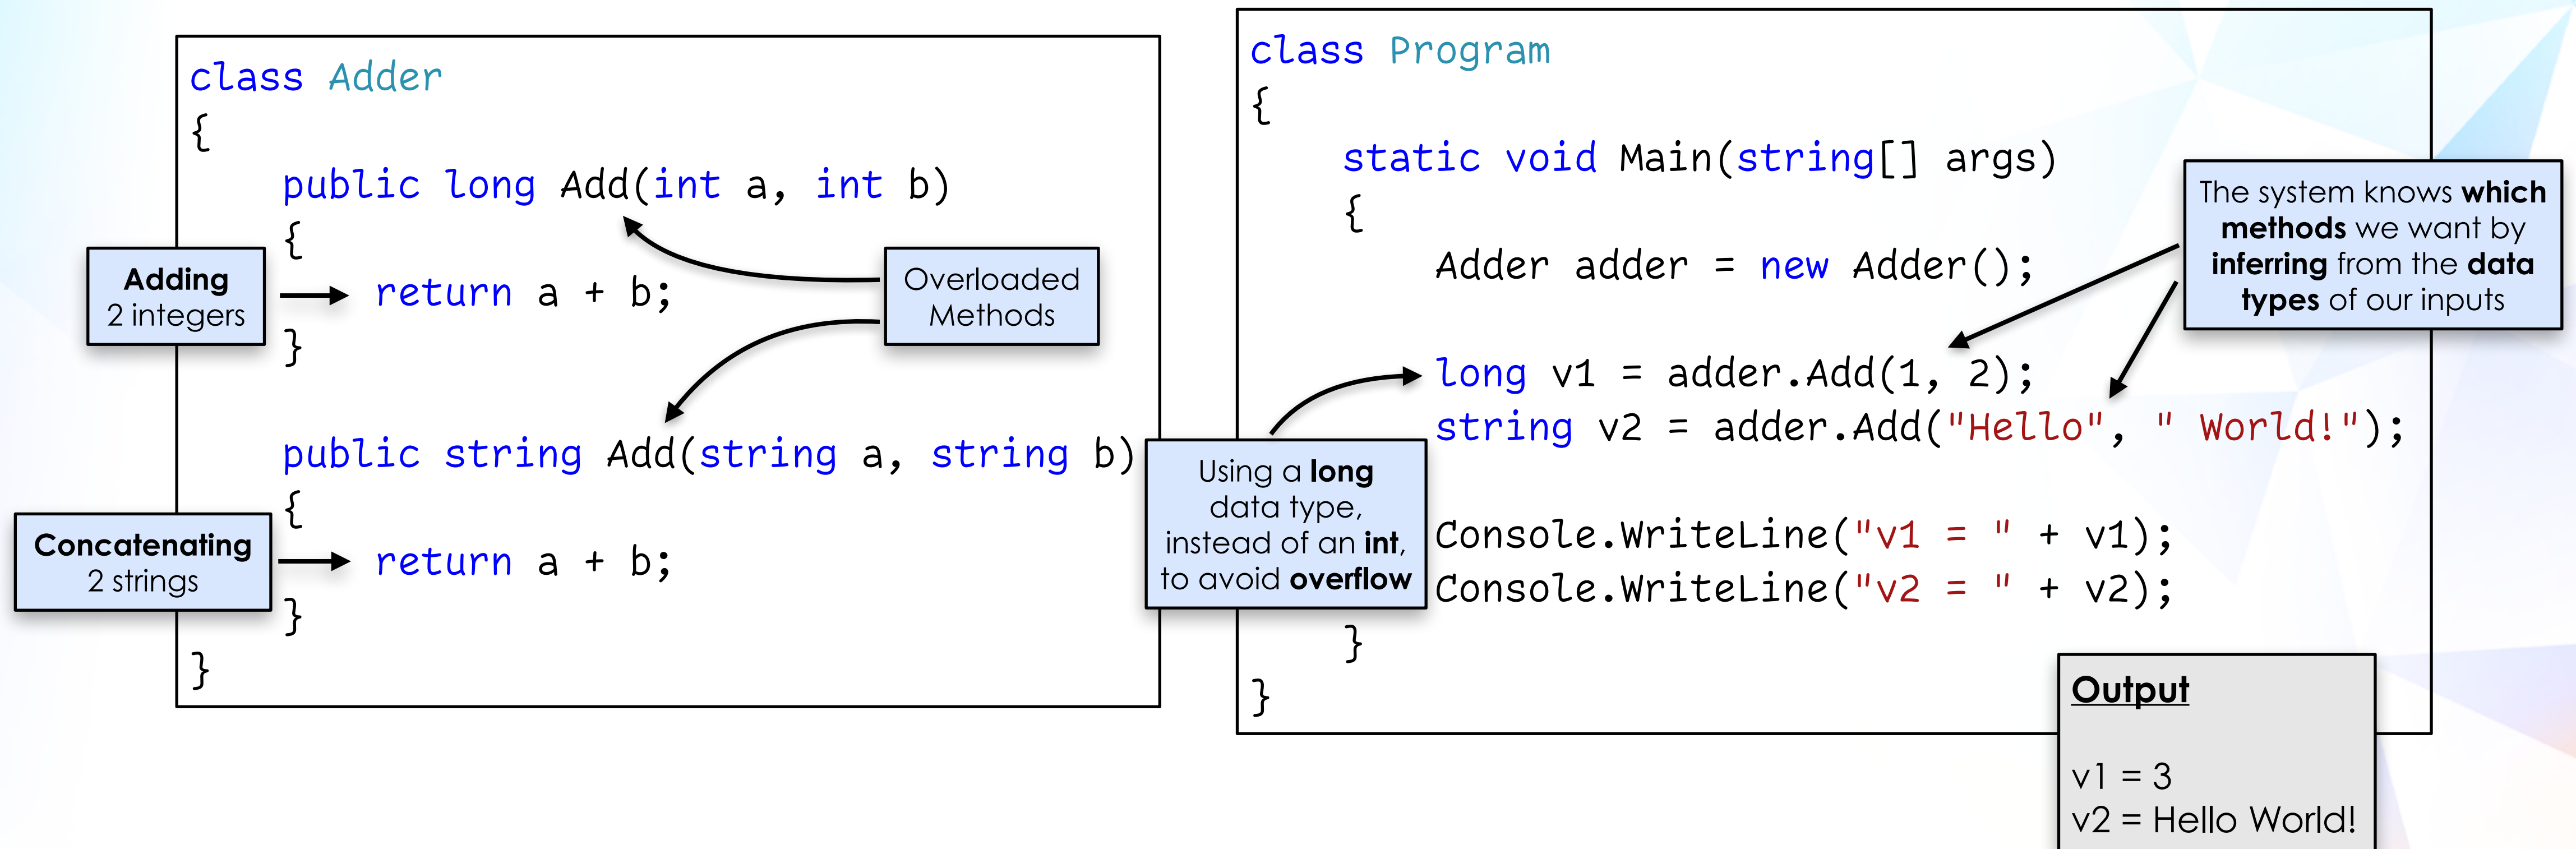 class Adder
{
public long Add(int a, int b)
{
return a + b;
}
public string Add(string a, string b)
{
return a + b;
}
}
Adding
2 integers
Overloaded
Methods
Concatenating
2 strings
class Program
{
static void Main(string[] args)
{
Adder adder = new Adder();
long v1 = adder.Add(1, 2);
string v2 = adder.Add("Hello", " World!");
Console.WriteLine("v1 = " + v1);
Console.WriteLine("v2 = " + v2);
}
}
The system knows which
methods we want by
inferring from the data
types of our inputs
Using a long
data type,
instead of an int,
to avoid overflow
Output
v1 = 3
v2 = Hello World!